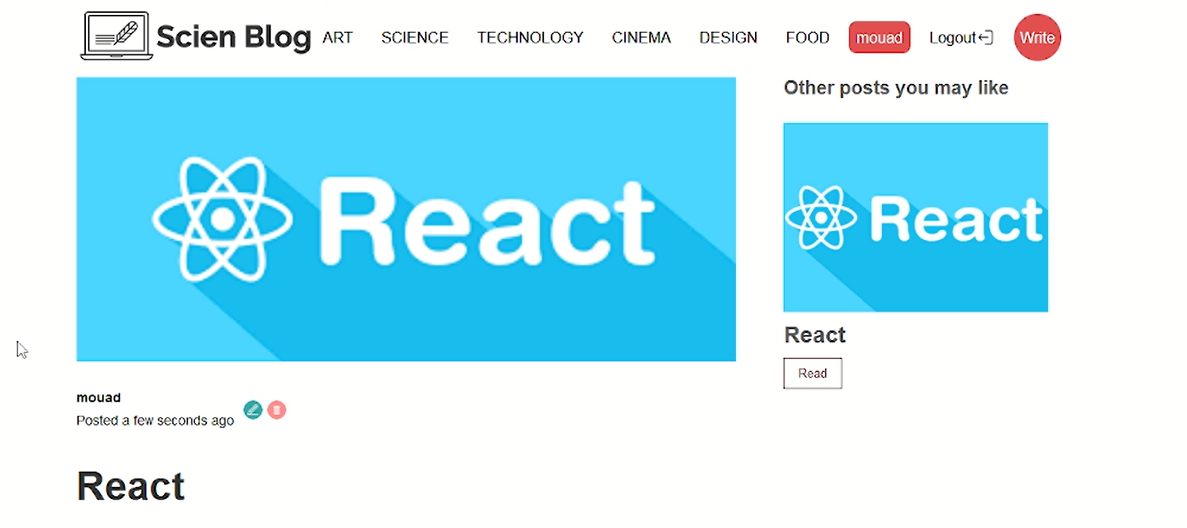 Scien Blog ART SCIENCE TECHNOLOGY CINEMA DESIGN FOOD mouad Logout Write
React
mouad
Posted a few seconds ago
React
Other posts you may like
React
React
Read